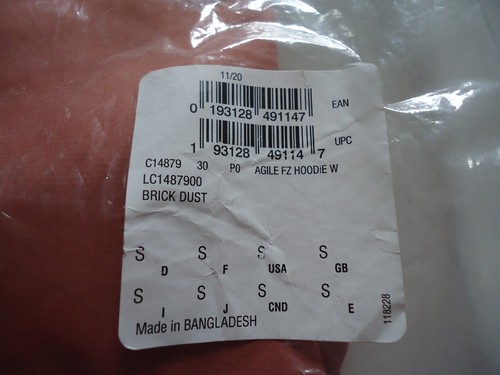 11/20
0 193128 491147 EAN
1 93128 49114 7 UPC
C14879 30 P0 AGILE FZ HOODIE W
LC1487900
BRICK DUST
S D S F S USA S GB
S I S J S CND S E
Made in BANGLADESH
118228